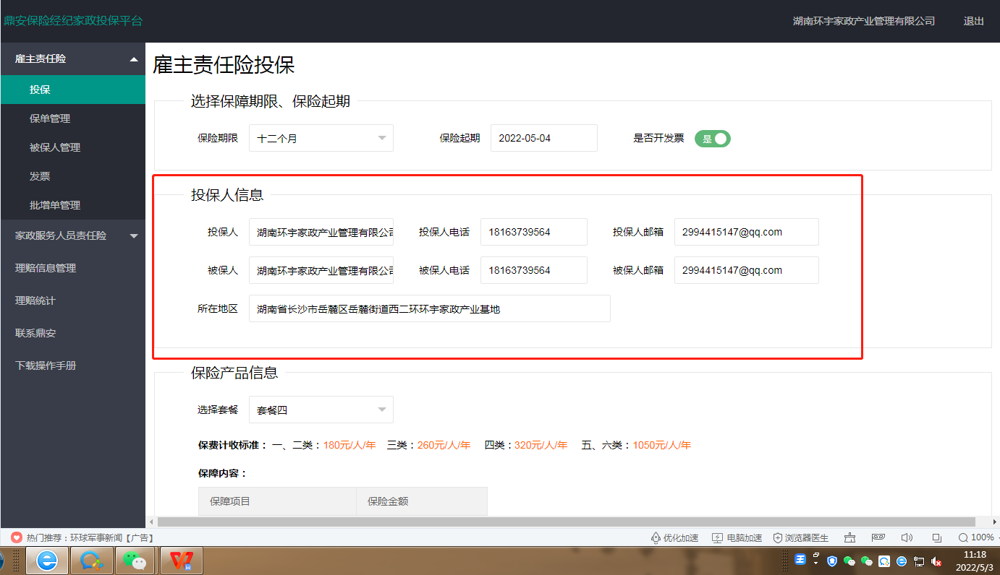 鼎安保险经纪家政投保平台
湖南环宇家政产业管理有限公司 退出
雇主责任险
投保
保单管理
被保人管理
发票
批增单管理
家政服务人员责任险
理赔信息管理
理赔统计
联系鼎安
下载操作手册
雇主责任险投保
选择保障期限、保险起期
保险期限 十二个月 保险起期 2022-05-04 是否开发票 是
投保人信息
投保人 湖南环宇家政产业管理有限公司 投保人电话 18163739564 投保人邮箱 2994415147@qq.com
被保人 湖南环宇家政产业管理有限公司 被保人电话 18163739564 被保人邮箱 2994415147@qq.com
所在地区 湖南省长沙市岳麓区岳麓街道西二环环宇家政产业基地
保险产品信息
选择套餐 套餐四
保费计收标准： 一、二类：180元/人/年 三类：260元/人/年 四类：320元/人/年 五、六类：1050元/人/年
保障内容：
保障项目 保险金额
热门推荐：环球军事新闻【广告】 优化加速 电脑加速 浏览器医生 100%
11:18
2022/5/3